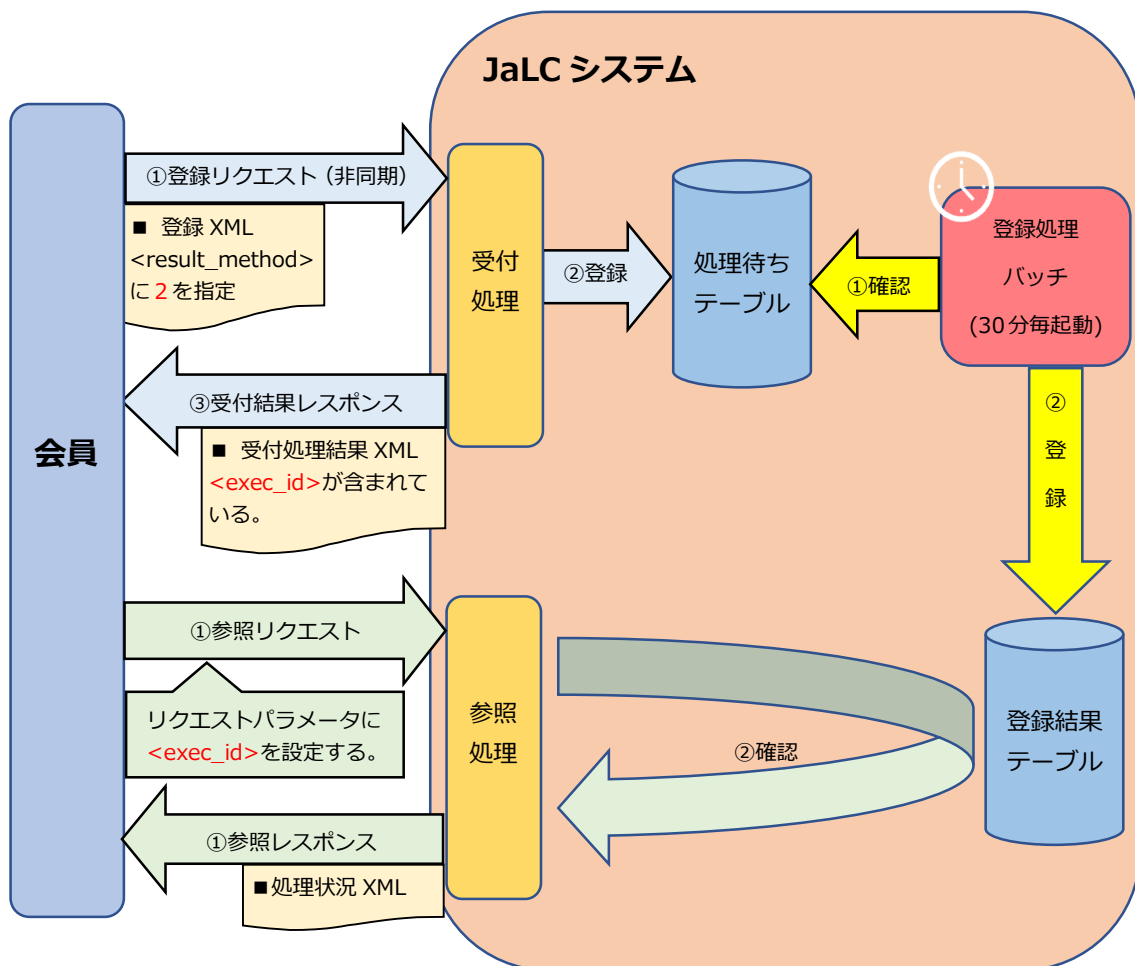 JaLC システム
会員
①登録リクエスト（非同期）
■ 登録 XML
<result_method>
に 2 を指定
受付
処理
②登録
処理待ち
テーブル
①確認
登録処理
バッチ
(30 分毎起動)
③受付結果レスポンス
■ 受付処理結果 XML
<exec_id>が含まれて
いる。
②
登
録
①参照リクエスト
リクエストパラメータに
<exec_id>を設定する。
参照
処理
②確認
登録結果
テーブル
①参照レスポンス
■処理状況 XML